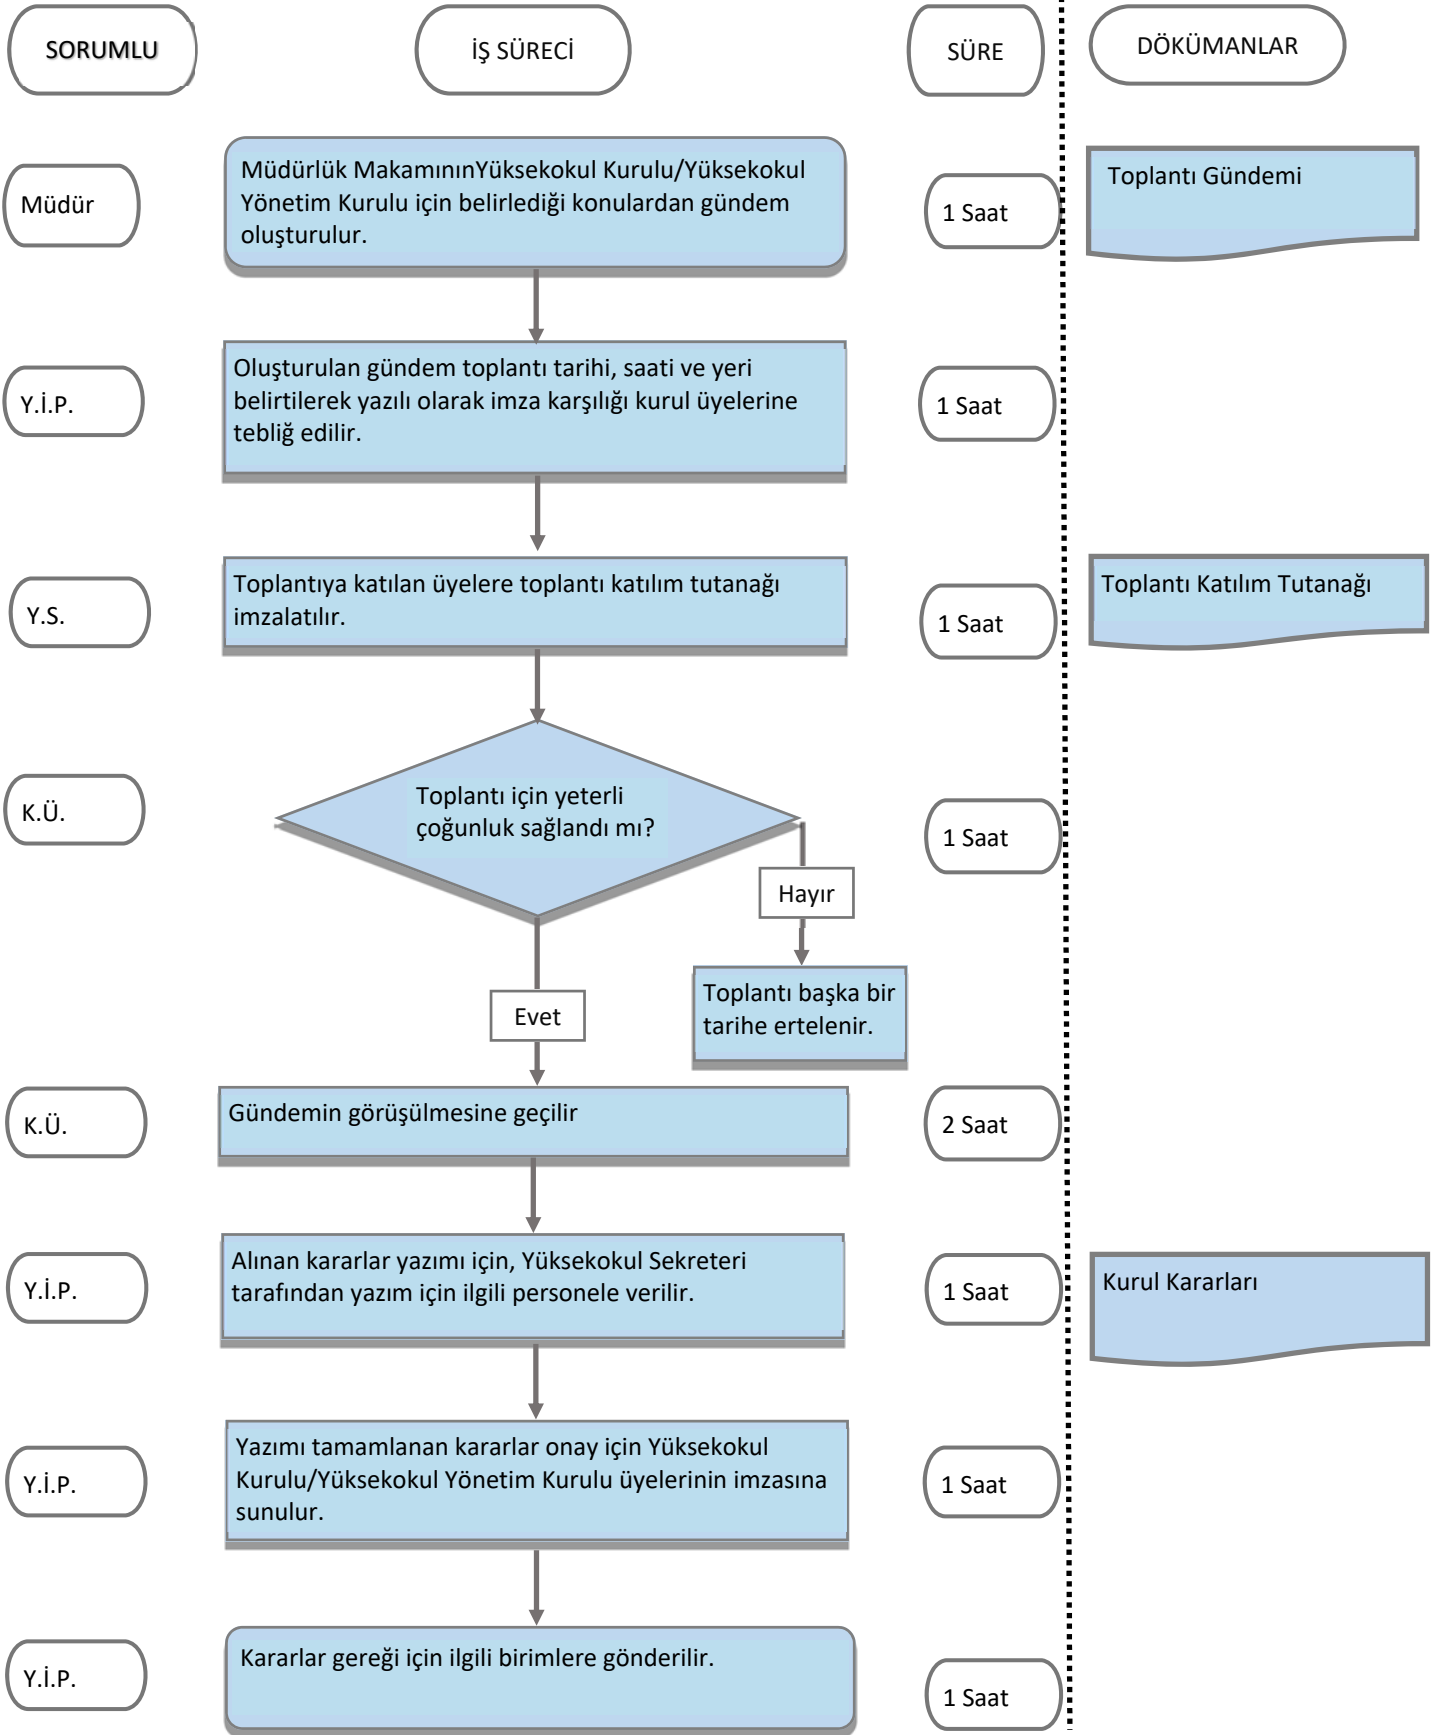 SORUMLU
İŞ SÜRECİ
SÜRE
DÖKÜMANLAR
Müdür
Müdürlük MakamınınYüksekokul Kurulu/Yüksekokul
Yönetim Kurulu için belirlediği konulardan gündem
oluşturulur.
1 Saat
Toplantı Gündemi
Y.İ.P.
Oluşturulan gündem toplantı tarihi, saati ve yeri
belirtilerek yazılı olarak imza karşılığı kurul üyelerine
tebliğ edilir.
1 Saat
Y.S.
Toplantıya katılan üyelere toplantı katılım tutanağı
imzalatılır.
1 Saat
Toplantı Katılım Tutanağı
K.Ü.
Toplantı için yeterli
çoğunluk sağlandı mı?
1 Saat
Hayır
Toplantı başka bir
tarihe ertelenir.
Evet
K.Ü.
Gündemin görüşülmesine geçilir
2 Saat
Y.İ.P.
Alınan kararlar yazımı için, Yüksekokul Sekreteri
tarafından yazım için ilgili personele verilir.
1 Saat
Kurul Kararları
Y.İ.P.
Yazımı tamamlanan kararlar onay için Yüksekokul
Kurulu/Yüksekokul Yönetim Kurulu üyelerinin imzasına
sunulur.
1 Saat
Y.İ.P.
Kararlar gereği için ilgili birimlere gönderilir.
1 Saat